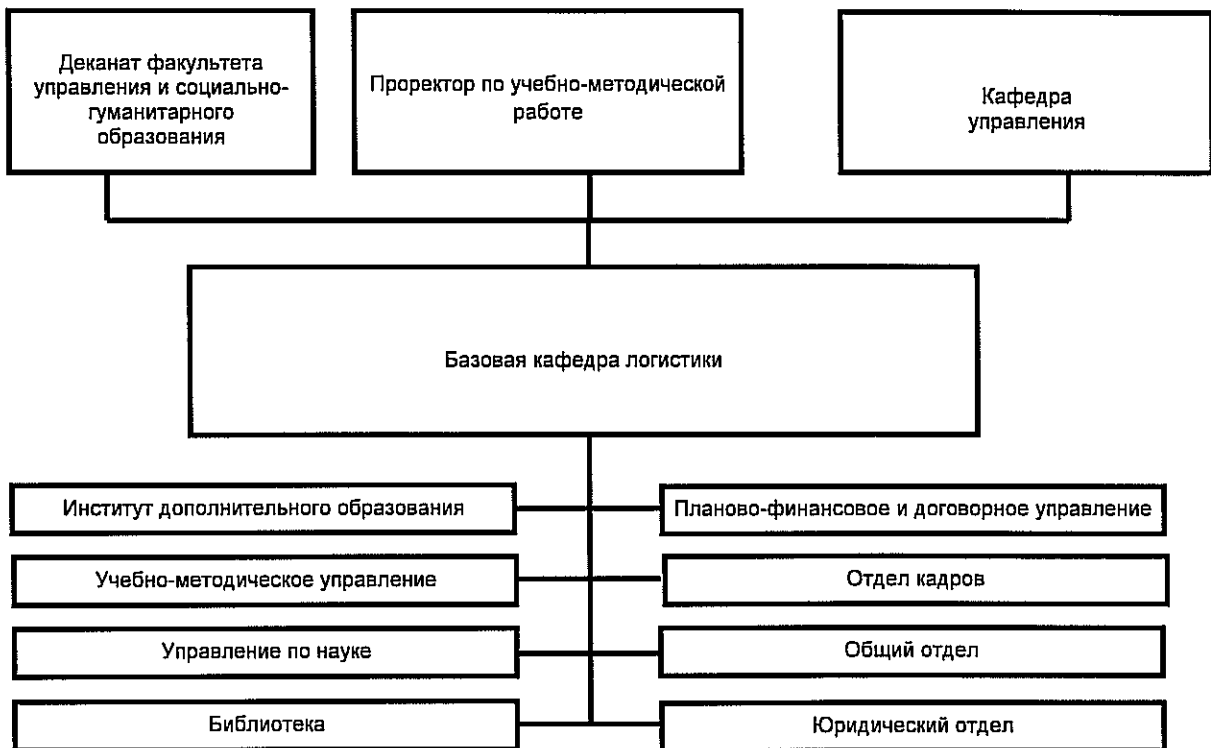 Деканат факультета
управления и социально-
гуманитарного
образования
Проректор по учебно-методической
работе
Кафедра
управления
Базовая кафедра логистики
Институт дополнительного образования
Планово-финансовое и договорное управление
Учебно-методическое управление
Отдел кадров
Управление по науке
Общий отдел
Библиотека
Юридический отдел